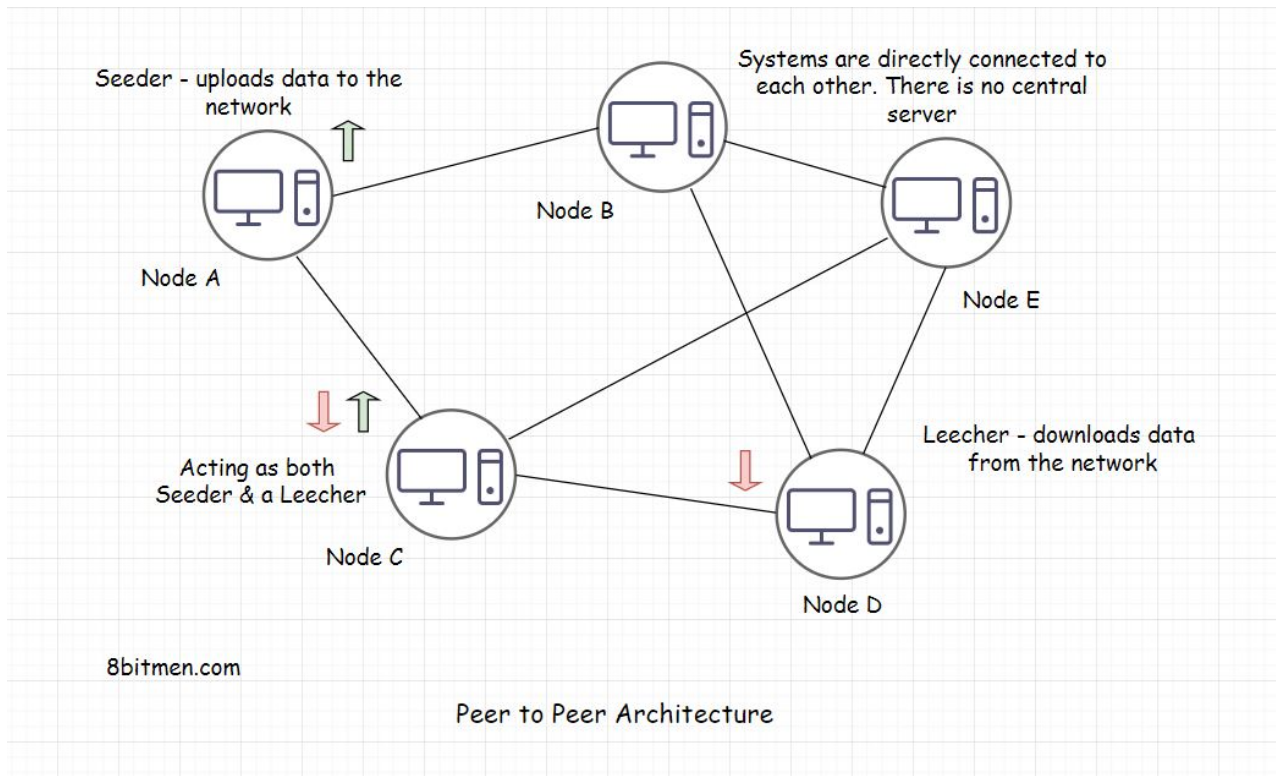 Seeder - uploads data to the
network
Systems are directly connected to
each other. There is no central
server
Node B
Node A
Node E
Leecher - downloads data
from the network
Acting as both
Seeder & a Leecher
Node C
Node D
8bitmen.com
Peer to Peer Architecture